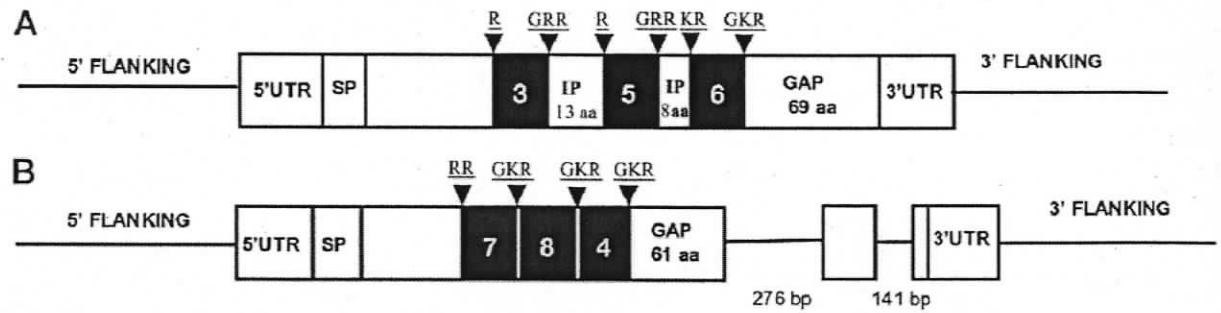 A
R GRR R GRR KR GKR
5' FLANKING
3' FLANKING
5'UTR SP 3 IP 5 IP 6 GAP 3'UTR
13 aa 8aa 69 aa
B
RR GKR GKR GKR
5' FLANKING
3' FLANKING
5'UTR SP 7 8 4 GAP 3'UTR
61 aa
276 bp 141 bp